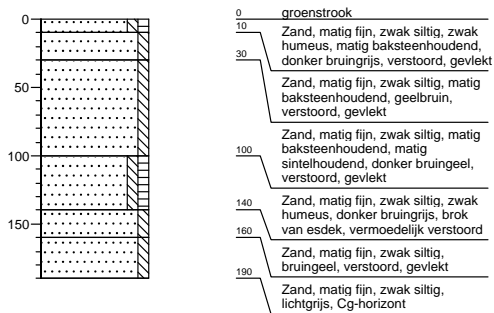 0
50
100
150
0
groenstrook
10
Zand, matig fijn, zwak siltig, zwak
humeus, matig baksteenhoudend,
donker bruingrijs, verstoord, gevlekt
30
Zand, matig fijn, zwak siltig, matig
baksteenhoudend, geelbruin,
verstoord, gevlekt
Zand, matig fijn, zwak siltig, matig
baksteenhoudend, matig
sintelhoudend, donker bruingeel,
verstoord, gevlekt
100
Zand, matig fijn, zwak siltig, zwak
humeus, donker bruingrijs, brok
van esdek, vermoedelijk verstoord
140
160
Zand, matig fijn, zwak siltig,
bruingeel, verstoord, gevlekt
190
Zand, matig fijn, zwak siltig,
lichtgrijs, Cg-horizont